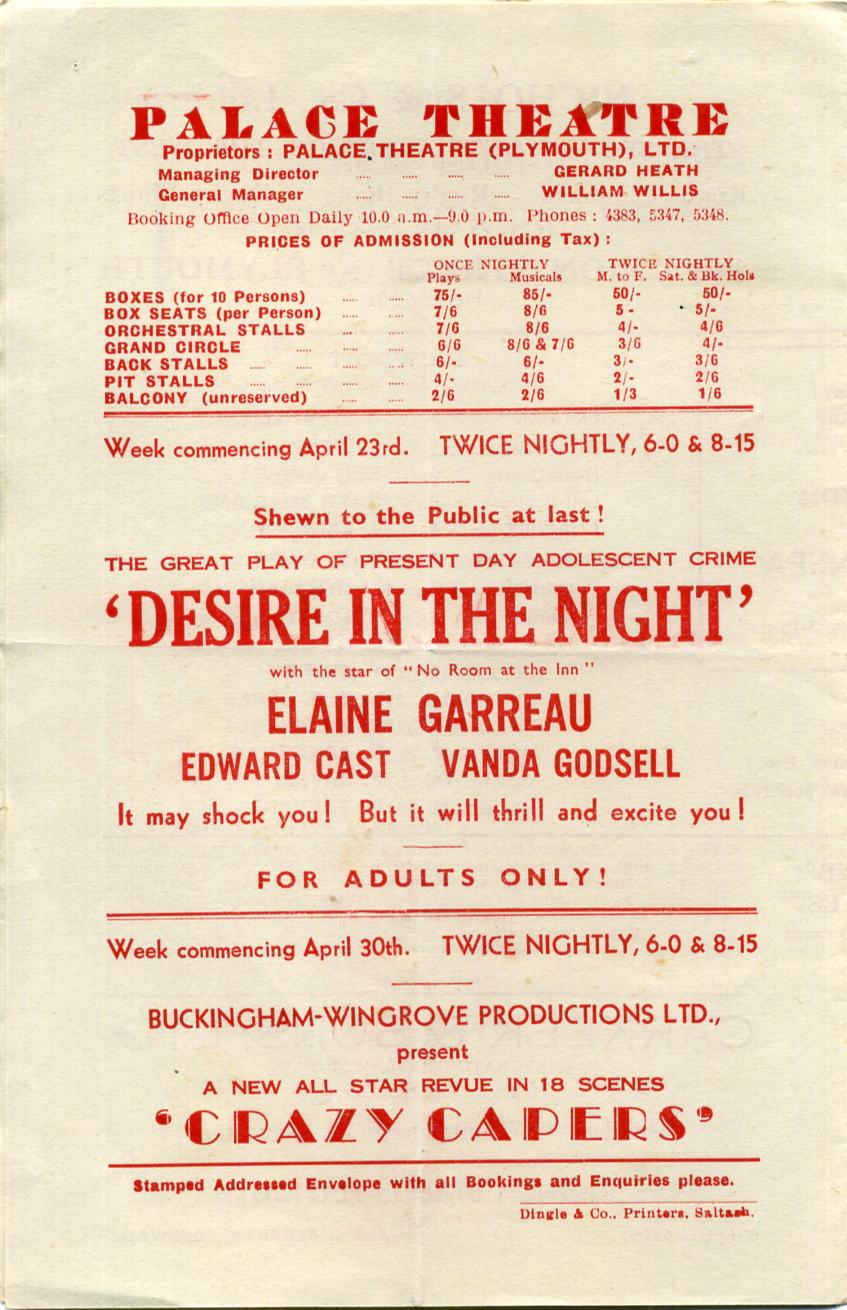 PALACE THEATRE
Proprietors : PALACE THEATRE (PLYMOUTH), LTD.
Managing Director ..... ..... ..... ..... GERARD HEATH
General Manager ..... ..... ..... ..... WILLIAM WILLIS
Booking Office Open Daily 10.0 a.m.—9.0 p.m. Phones : 4383, 5347, 5348.
PRICES OF ADMISSION (Including Tax) :
ONCE NIGHTLY TWICE NIGHTLY
Plays Musicals M. to F. Sat. & Bk. Hols
BOXES (for 10 Persons) ..... ..... 75/- 85/- 50/- 50/-
BOX SEATS (per Person) ..... ..... 7/6 8/6 5 - 5/-
ORCHESTRAL STALLS ... ..... 7/6 8/6 4/- 4/6
GRAND CIRCLE ..... ..... ..... 6/6 8/6 & 7/6 3/6 4/-
BACK STALLS ..... ..... ..... ..... 6/- 6/- 3/- 3/6
PIT STALLS ..... ..... ..... ..... 4/- 4/6 2/- 2/6
BALCONY (unreserved) ..... ..... 2/6 2/6 1/3 1/6
Week commencing April 23rd. TWICE NIGHTLY, 6-0 & 8-15
Shewn to the Public at last !
THE GREAT PLAY OF PRESENT DAY ADOLESCENT CRIME
'DESIRE IN THE NIGHT'
with the star of "No Room at the Inn"
ELAINE GARREAU
EDWARD CAST VANDA GODSELL
It may shock you! But it will thrill and excite you!
FOR ADULTS ONLY!
Week commencing April 30th. TWICE NIGHTLY, 6-0 & 8-15
BUCKINGHAM-WINGROVE PRODUCTIONS LTD.,
present
A NEW ALL STAR REVUE IN 18 SCENES
'CRAZY CAPERS'
Stamped Addressed Envelope with all Bookings and Enquiries please.
Dingle & Co., Printers, Saltash.